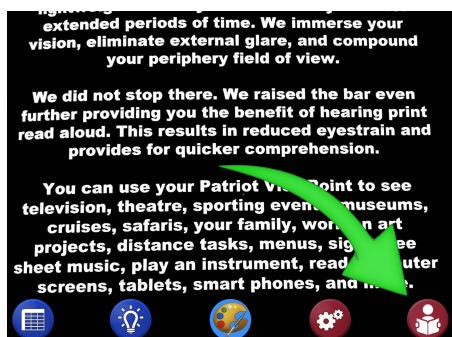 extended periods of time. We immerse your
vision, eliminate external glare, and compound
your periphery field of view.
We did not stop there. We raised the bar even
further providing you the benefit of hearing print
read aloud. This results in reduced eyestrain and
provides for quicker comprehension.
You can use your Patriot
television, theatre, sporting museums,
cruises, safaris, your family, art
projects, distance tasks, menus,
sheet music, play an instrument,
screens, tablets, smart phones, and